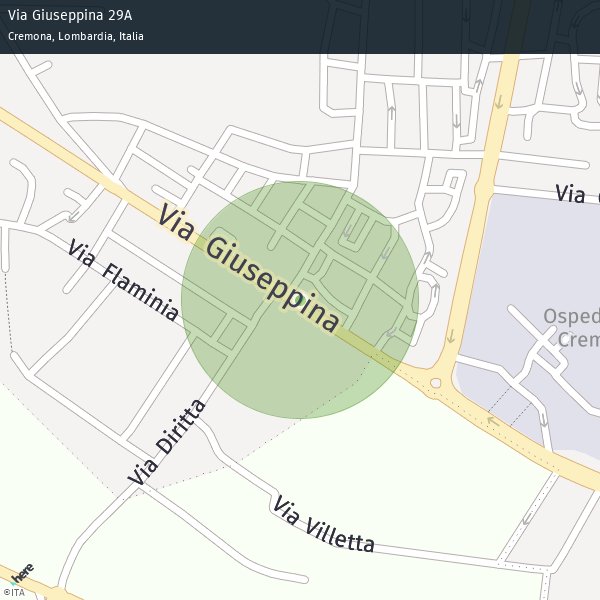 Via Giuseppina 29A
Cremona, Lombardia, Italia
Via
Via Giuseppina
Via Flaminia
Osped
Crem
Via Diritta
Via Villetta
here
©ITA